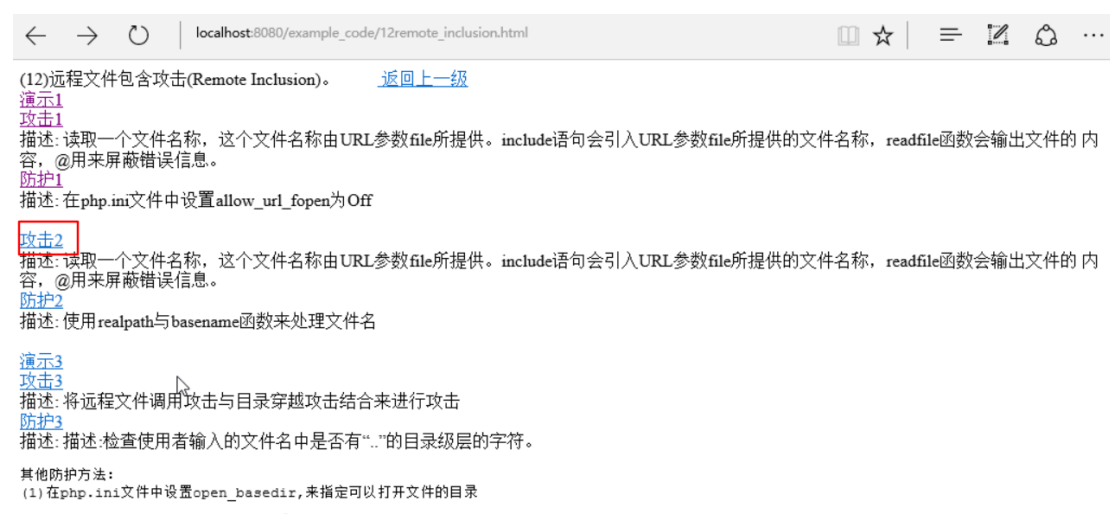 localhost:8080/example_code/12remote_inclusion.html
(12)远程文件包含攻击(Remote Inclusion)。 返回上一级
演示1
攻击1
描述: 读取一个文件名称，这个文件名称由URL参数file所提供。include语句会引入URL参数file所提供的文件名称，readfile函数会输出文件的 内
容，@用来屏蔽错误信息。
防护1
描述: 在php.ini文件中设置allow_url_fopen为Off
攻击2
描述: 读取一个文件名称，这个文件名称由URL参数file所提供。include语句会引入URL参数file所提供的文件名称，readfile函数会输出文件的 内
容，@用来屏蔽错误信息。
防护2
描述: 使用realpath与basename函数来处理文件名
演示3
攻击3
描述: 将远程文件调用攻击与目录穿越攻击结合来进行攻击
防护3
描述: 描述:检查使用者输入的文件名中是否有“..”的目录级层的字符。
其他防护方法:
(1)在php.ini文件中设置open_basedir,来指定可以打开文件的目录